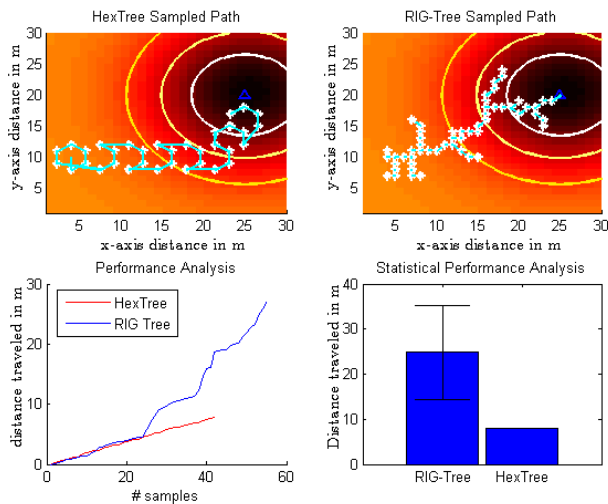 HexTree Sampled Path
30
25
20
15
10
5
y-axis distance in m
5
10
15
20
25
30
x-axis distance in m
RIG-Tree Sampled Path
30
25
20
15
10
5
y-axis distance in m
5
10
15
20
25
30
x-axis distance in m
Performance Analysis
30
20
10
0
distance traveled in m
HexTree
RIG Tree
0
20
40
60
# samples
Statistical Performance Analysis
40
30
20
10
0
Distance traveled in m
RIG-Tree
HexTree